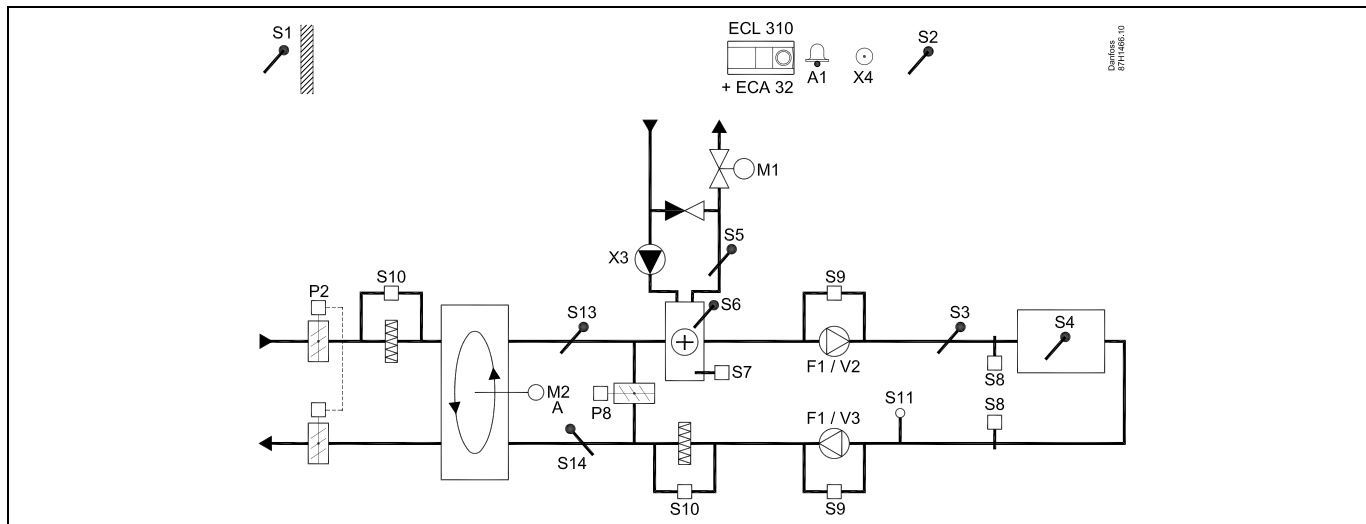 S1
ECL 310
+ ECA 32
A1
X4
S2
Danfoss
87H1466.10
M1
S5
X3
S10
P2
S13
S6
S9
S3
S4
F1 / V2
S7
S8
M2
A
P8
S11
S8
F1 / V3
S14
S10
S9